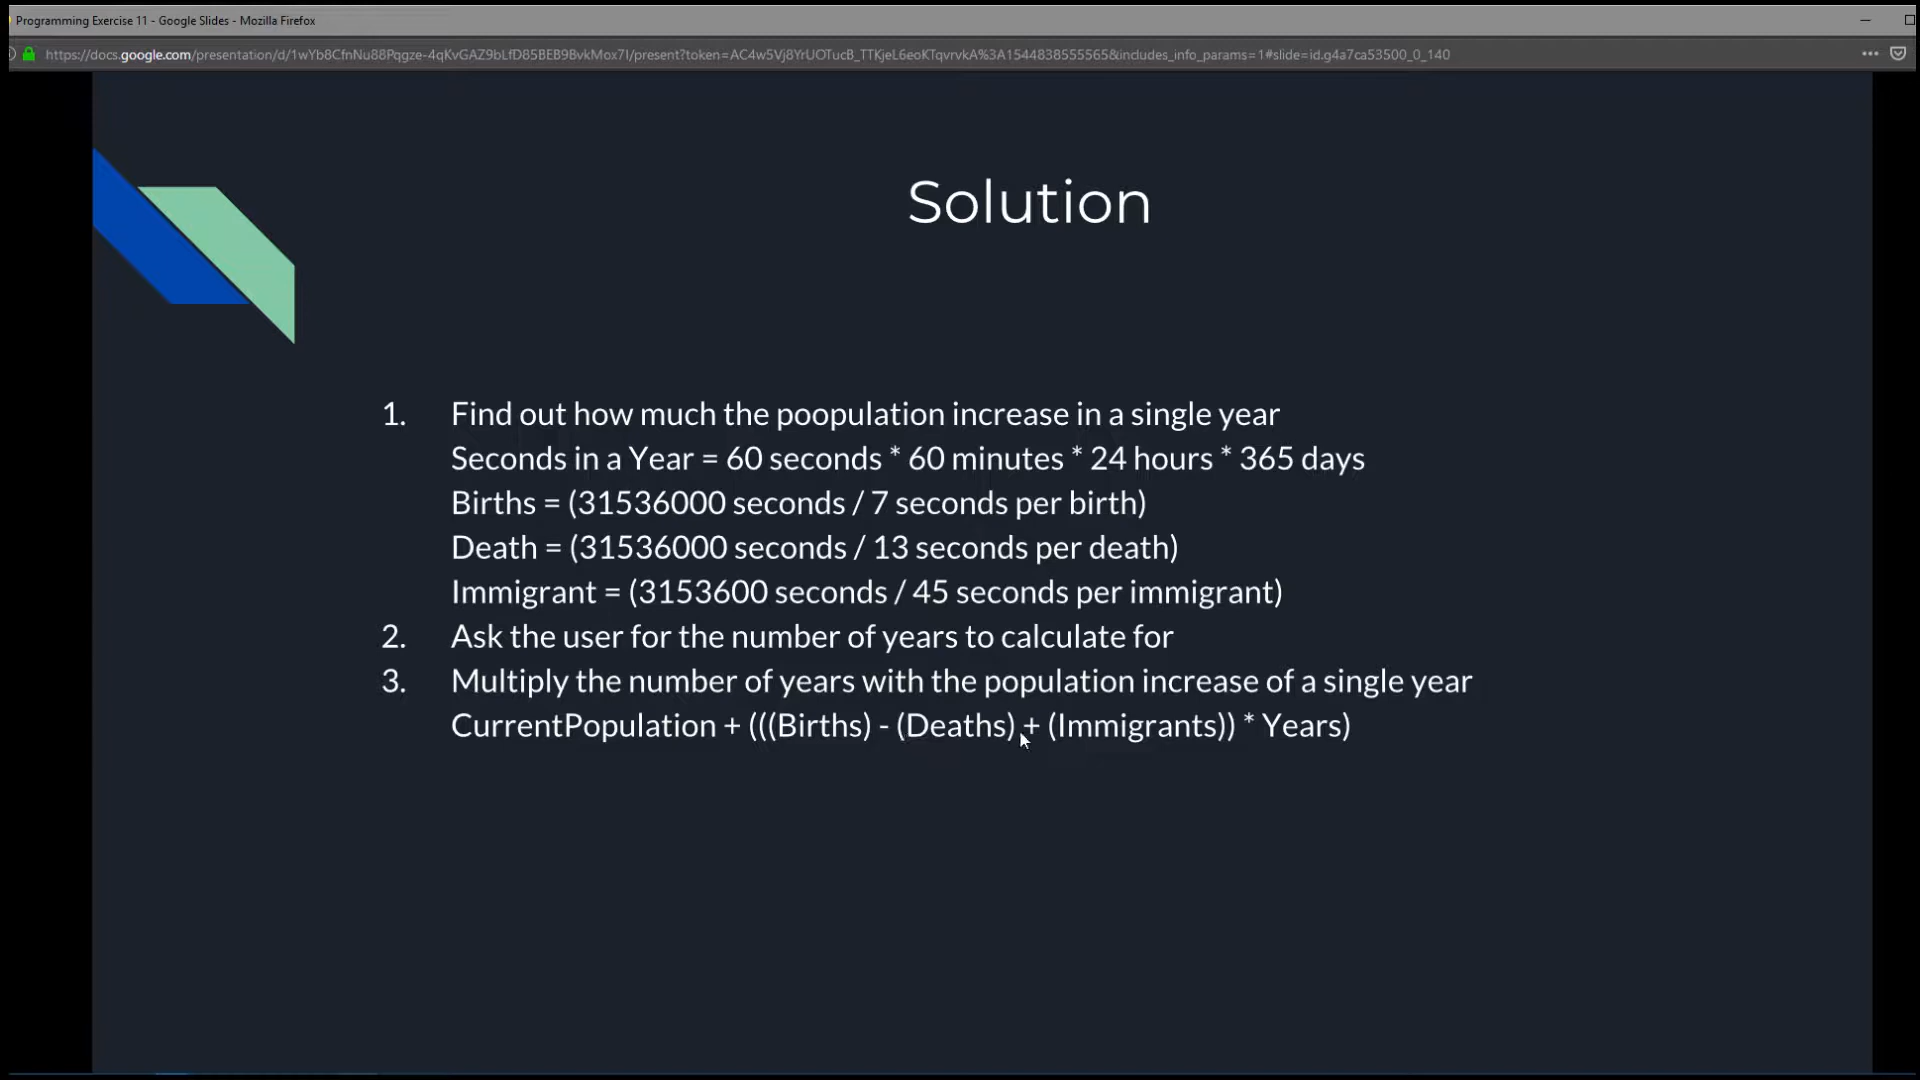 Programming Exercise 11 - Google Slides - Mozilla Firefox
https://docs.google.com/presentation/d/1wYb8CfnNu88Pqgze-4qKvGAZ9bLfD85BEB9BvkMox7I/present?token=AC4w5Vj8YrUOTucB_TTKjeL6eoKTqvrvkA%3A1544838555565&includes_info_params=1#slide=id.g4a7ca53500_0_140
Solution
1. Find out how much the poopulation increase in a single year
Seconds in a Year = 60 seconds * 60 minutes * 24 hours * 365 days
Births = (31536000 seconds / 7 seconds per birth)
Death = (31536000 seconds / 13 seconds per death)
Immigrant = (3153600 seconds / 45 seconds per immigrant)
2. Ask the user for the number of years to calculate for
3. Multiply the number of years with the population increase of a single year
CurrentPopulation + (((Births) - (Deaths) + (Immigrants)) * Years)